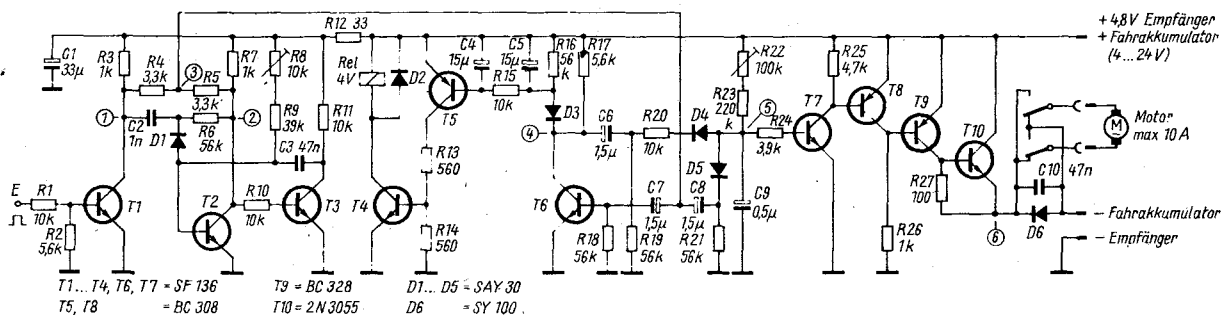 C1
33µ
R3
1k
R4
3,3k
3
R5
3,3k
R7
1k
R8
10k
R12 33
Rel
4V
D2
C4
15µ
C5
15µ
R15
10k
R16
56
k
R17
5,6k
R22
100k
R25
4,7k
+ 4,8V Empfänger
+ Fahrakkumulator
(4...24V)
1
C2
1n
D1
R6
56k
2
R9
39k
C3 47n
R11
10k
T5
D3
4
C6
1,5µ
R20
10k
D4
R23
220
k
5
R24
3,9k
T7
T8
T9
T10
M
Motor
max 10 A
E
R1
10k
R2
5,6k
T1
T2
R10
10k
T3
T4
R13
560
R14
560
T6
R18
56k
C7
1,5µ
R19
56k
C8
1,5µ
D5
R21
56k
C9
0,5µ
R26
1k
R27
100
6
C10
47n
D6
– Fahrakkumulator
– Empfänger
T1...T4, T6, T7 = SF 136
T5, T8 = BC 308
T9 = BC 328
T10 = 2N 3055
D1...D5 = SAY 30
D6 = SY 100